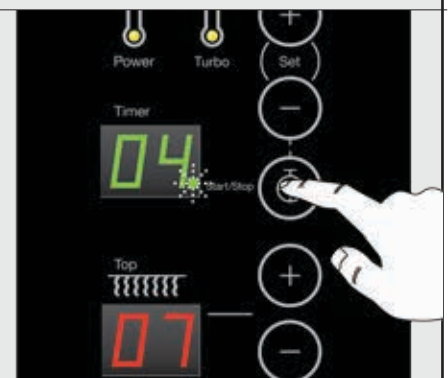 +
Power Turbo Set
−
Timer
04
Start/Stop
Top
+
07
−